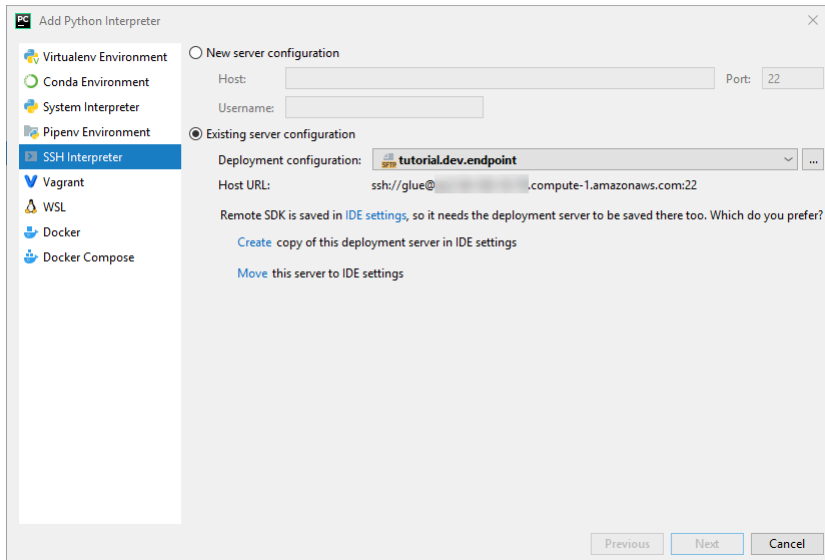 PC Add Python Interpreter
Virtualenv Environment
Conda Environment
System Interpreter
Pipenv Environment
SSH Interpreter
Vagrant
WSL
Docker
Docker Compose
New server configuration
Host: Port: 22
Username:
Existing server configuration
Deployment configuration: SFTP tutorial.dev.endpoint ...
Host URL: ssh://glue@ .compute-1.amazonaws.com:22
Remote SDK is saved in IDE settings, so it needs the deployment server to be saved there too. Which do you prefer?
Create copy of this deployment server in IDE settings
Move this server to IDE settings
Previous Next Cancel